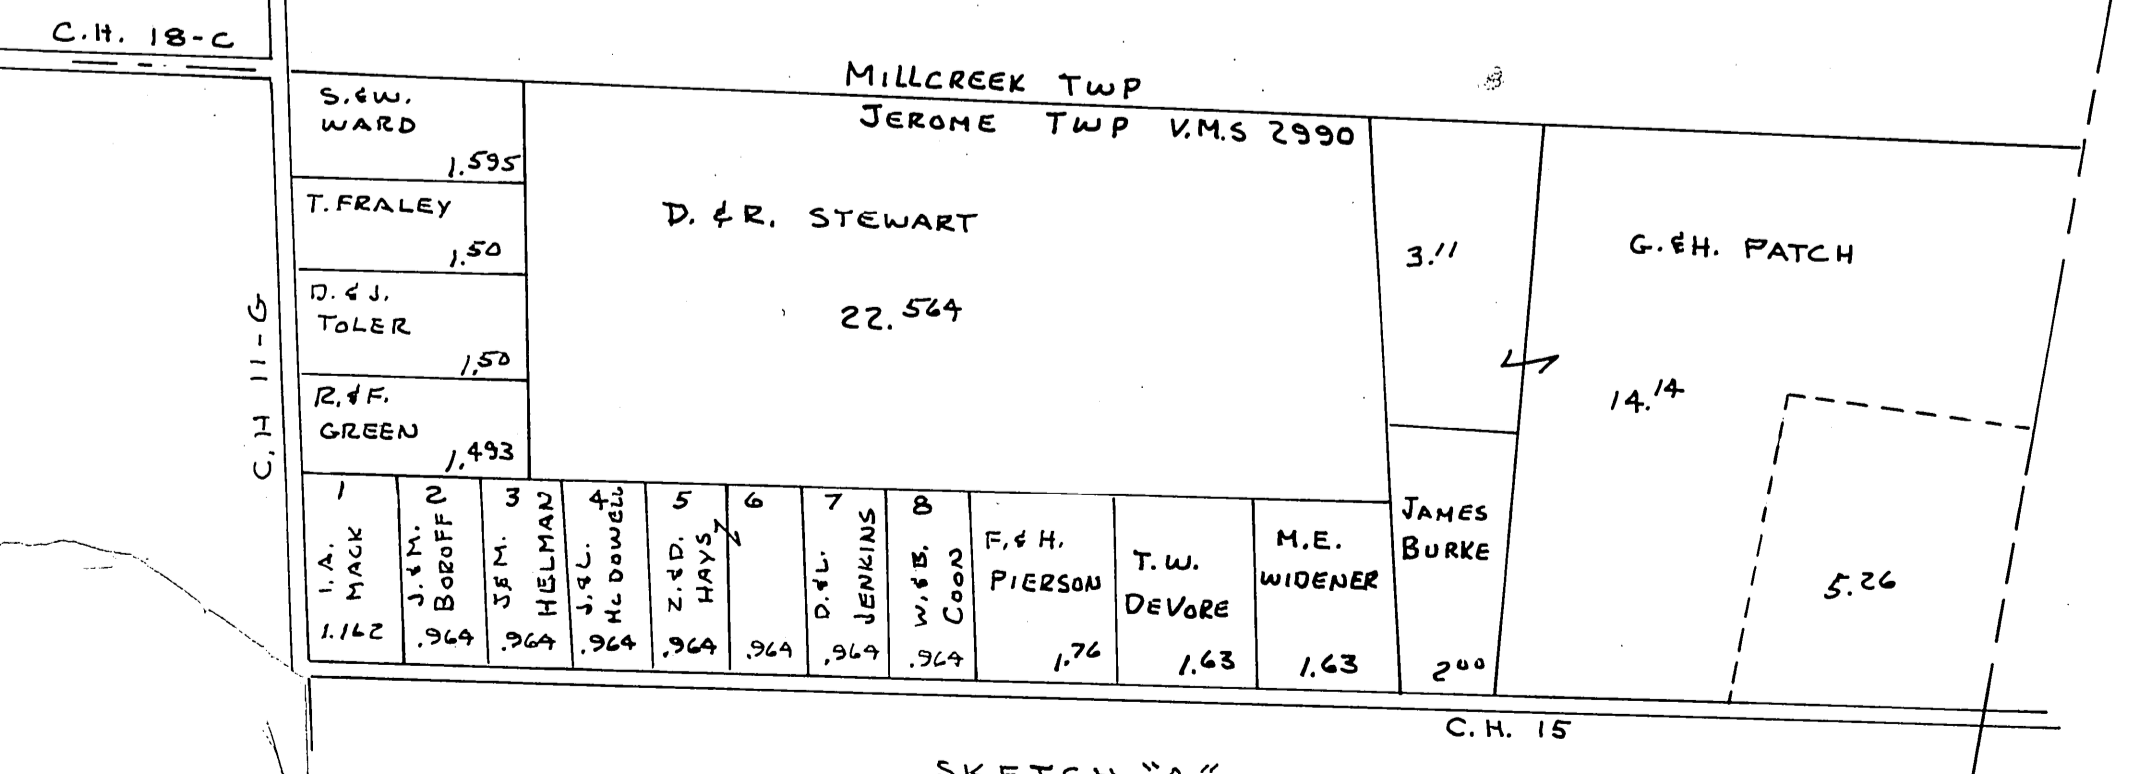 C.H. 18-C
MILLCREEK TWP
JEROME TWP V.M.S 2990
S. & W.
WARD
1.595
T. FRALEY
1.50
D. & J.
TOLER
1.50
R. & F.
GREEN
1.493
C.H 11-G
D. & R. STEWART
22.564
3.11
G. & H. PATCH
14.14
5.26
1
I. A.
MACK
1.162
2
J. & M.
BOROFF
.964
3
J. & M.
HELMAN
.964
4
J. & L.
McDOWELL
.964
5
Z. & D.
HAYS
.964
6
.964
7
D. & L.
JENKINS
.964
8
W. & B.
COON
.964
F. & H.
PIERSON
1.76
T. W.
DEVORE
1.63
M.E.
WIDENER
1.63
JAMES
BURKE
2.00
C. H. 15
SKETCH "A"